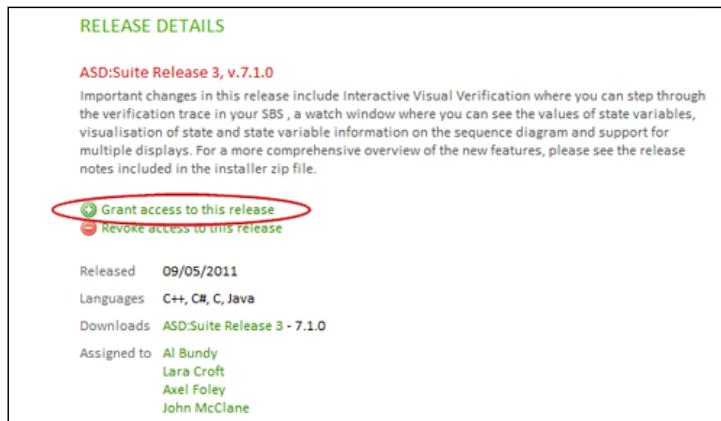 RELEASE DETAILS
ASD:Suite Release 3, v.7.1.0
Important changes in this release include Interactive Visual Verification where you can step through
the verification trace in your SBS , a watch window where you can see the values of state variables,
visualisation of state and state variable information on the sequence diagram and support for
multiple displays. For a more comprehensive overview of the new features, please see the release
notes included in the installer zip file.
Grant access to this release
Revoke access to this release
Released 09/05/2011
Languages C++, C#, C, Java
Downloads ASD:Suite Release 3 - 7.1.0
Assigned to Al Bundy
Lara Croft
Axel Foley
John McClane